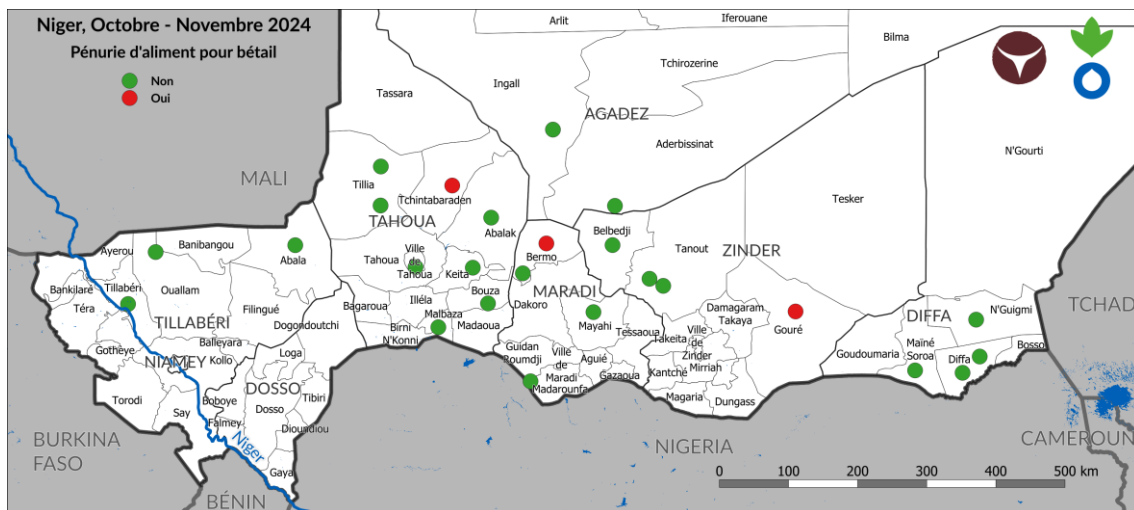 Niger, Octobre - Novembre 2024
Pénurie d'aliment pour bétail
Non
Oui
Arlit
Iferouane
Bilma
Tchirozerine
Ingall
Tassara
AGADEZ
Aderbissinat
N'Gourti
MALI
Tillia
Tchintabaraden
Tesker
TAHOUA
Abalak
Belbedji
Tanout
ZINDER
Ayerou
Banibangou
Abala
Tahoua
Ville
de
Tahoua
Keita
Bermo
Bankilaré
Tillabéri
Ouallam
Filingué
Bagaroua
Illéla
Bouza
Dakoro
MARADI
Téra
TILLABÉRI
Dogondoutchi
Birni
N'Konni
Malbaza
Madaoua
Mayahi
Tessaoua
Damagaram
Takaya
Gouré
DIFFA
N'Guigmi
TCHAD
Gothèye
NIAMEY
Balleyara
Kollo
Loga
Guidan
Roumdji
Ville
de
Maradi
Madarounfa
Aguié
Gazaoua
Takeita
Ville
de
Zinder
Mirriah
Kantché
Goudoumaria
Maïné
Soroa
Diffa
Bosso
Torodi
Say
DOSSO
Boboye
Dosso
Tibiri
Magaria
Dungass
Falmey
Dioundiou
Niger
Gaya
BURKINA
FASO
BÉNIN
NIGERIA
CAMEROUN
0 100 200 300 400 500 km